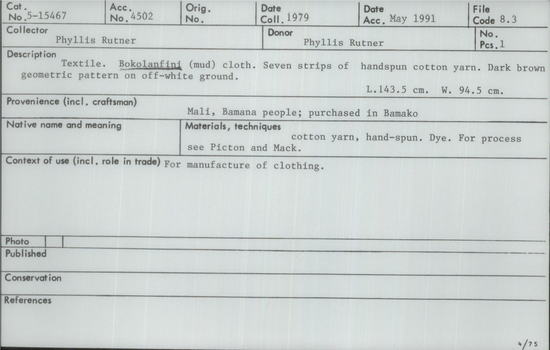 Cat. No. 5-15467 Acc. No. 4502 Orig. No. Date Coll. 1979 Date Acc. May 1991 File Code 8.3
Collector Phyllis Rutner Donor Phyllis Rutner No. Pcs. 1
Description
Textile. Bokolanfini (mud) cloth. Seven strips of handspun cotton yarn. Dark brown
geometric pattern on off-white ground.
L.143.5 cm. W. 94.5 cm.
Provenience (incl. craftsman)
Mali, Bamana people; purchased in Bamako
Native name and meaning Materials, techniques
cotton yarn, hand-spun. Dye. For process
see Picton and Mack.
Context of use (incl. role in trade) For manufacture of clothing.
Photo
Published
Conservation
References
4/75